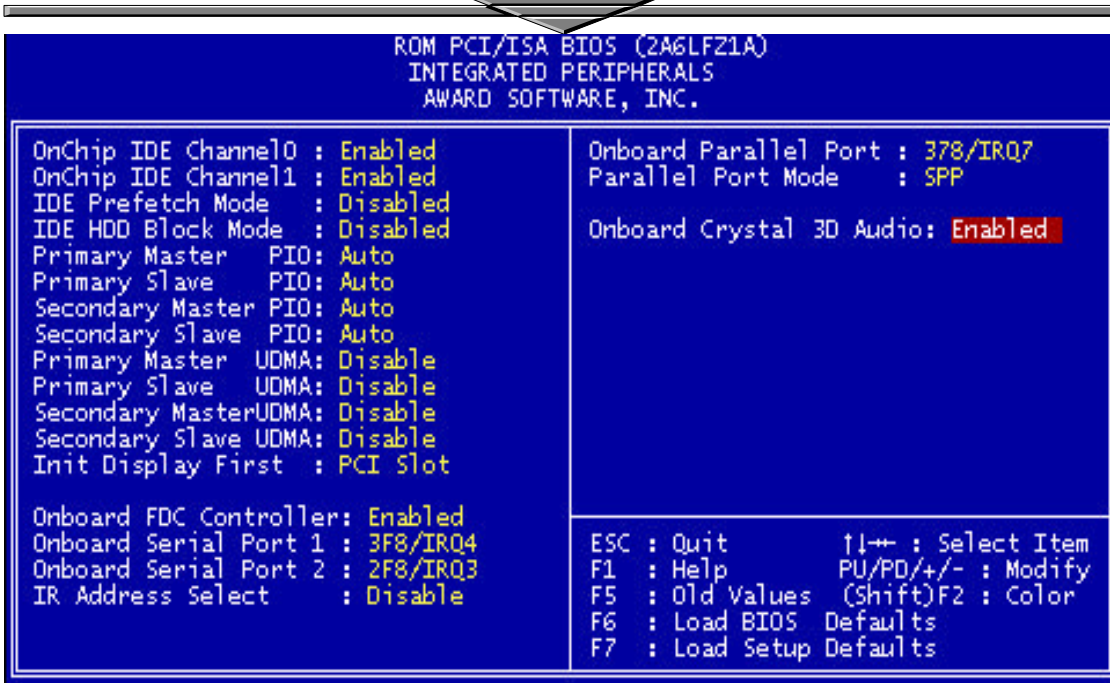 ROM PCI/ISA BIOS (2A6LFZ1A)
INTEGRATED PERIPHERALS
AWARD SOFTWARE, INC.
OnChip IDE Channel0 : Enabled
OnChip IDE Channel1 : Enabled
IDE Prefetch Mode : Disabled
IDE HDD Block Mode : Disabled
Primary Master PIO: Auto
Primary Slave PIO: Auto
Secondary Master PIO: Auto
Secondary Slave PIO: Auto
Primary Master UDMA: Disable
Primary Slave UDMA: Disable
Secondary MasterUDMA: Disable
Secondary Slave UDMA: Disable
Init Display First : PCI Slot
Onboard FDC Controller: Enabled
Onboard Serial Port 1 : 3F8/IRQ4
Onboard Serial Port 2 : 2F8/IRQ3
IR Address Select : Disable
Onboard Parallel Port : 378/IRQ7
Parallel Port Mode : SPP
Onboard Crystal 3D Audio: Enabled
ESC : Quit ↑↓→← : Select Item
F1 : Help PU/PD/+/- : Modify
F5 : Old Values (Shift)F2 : Color
F6 : Load BIOS Defaults
F7 : Load Setup Defaults